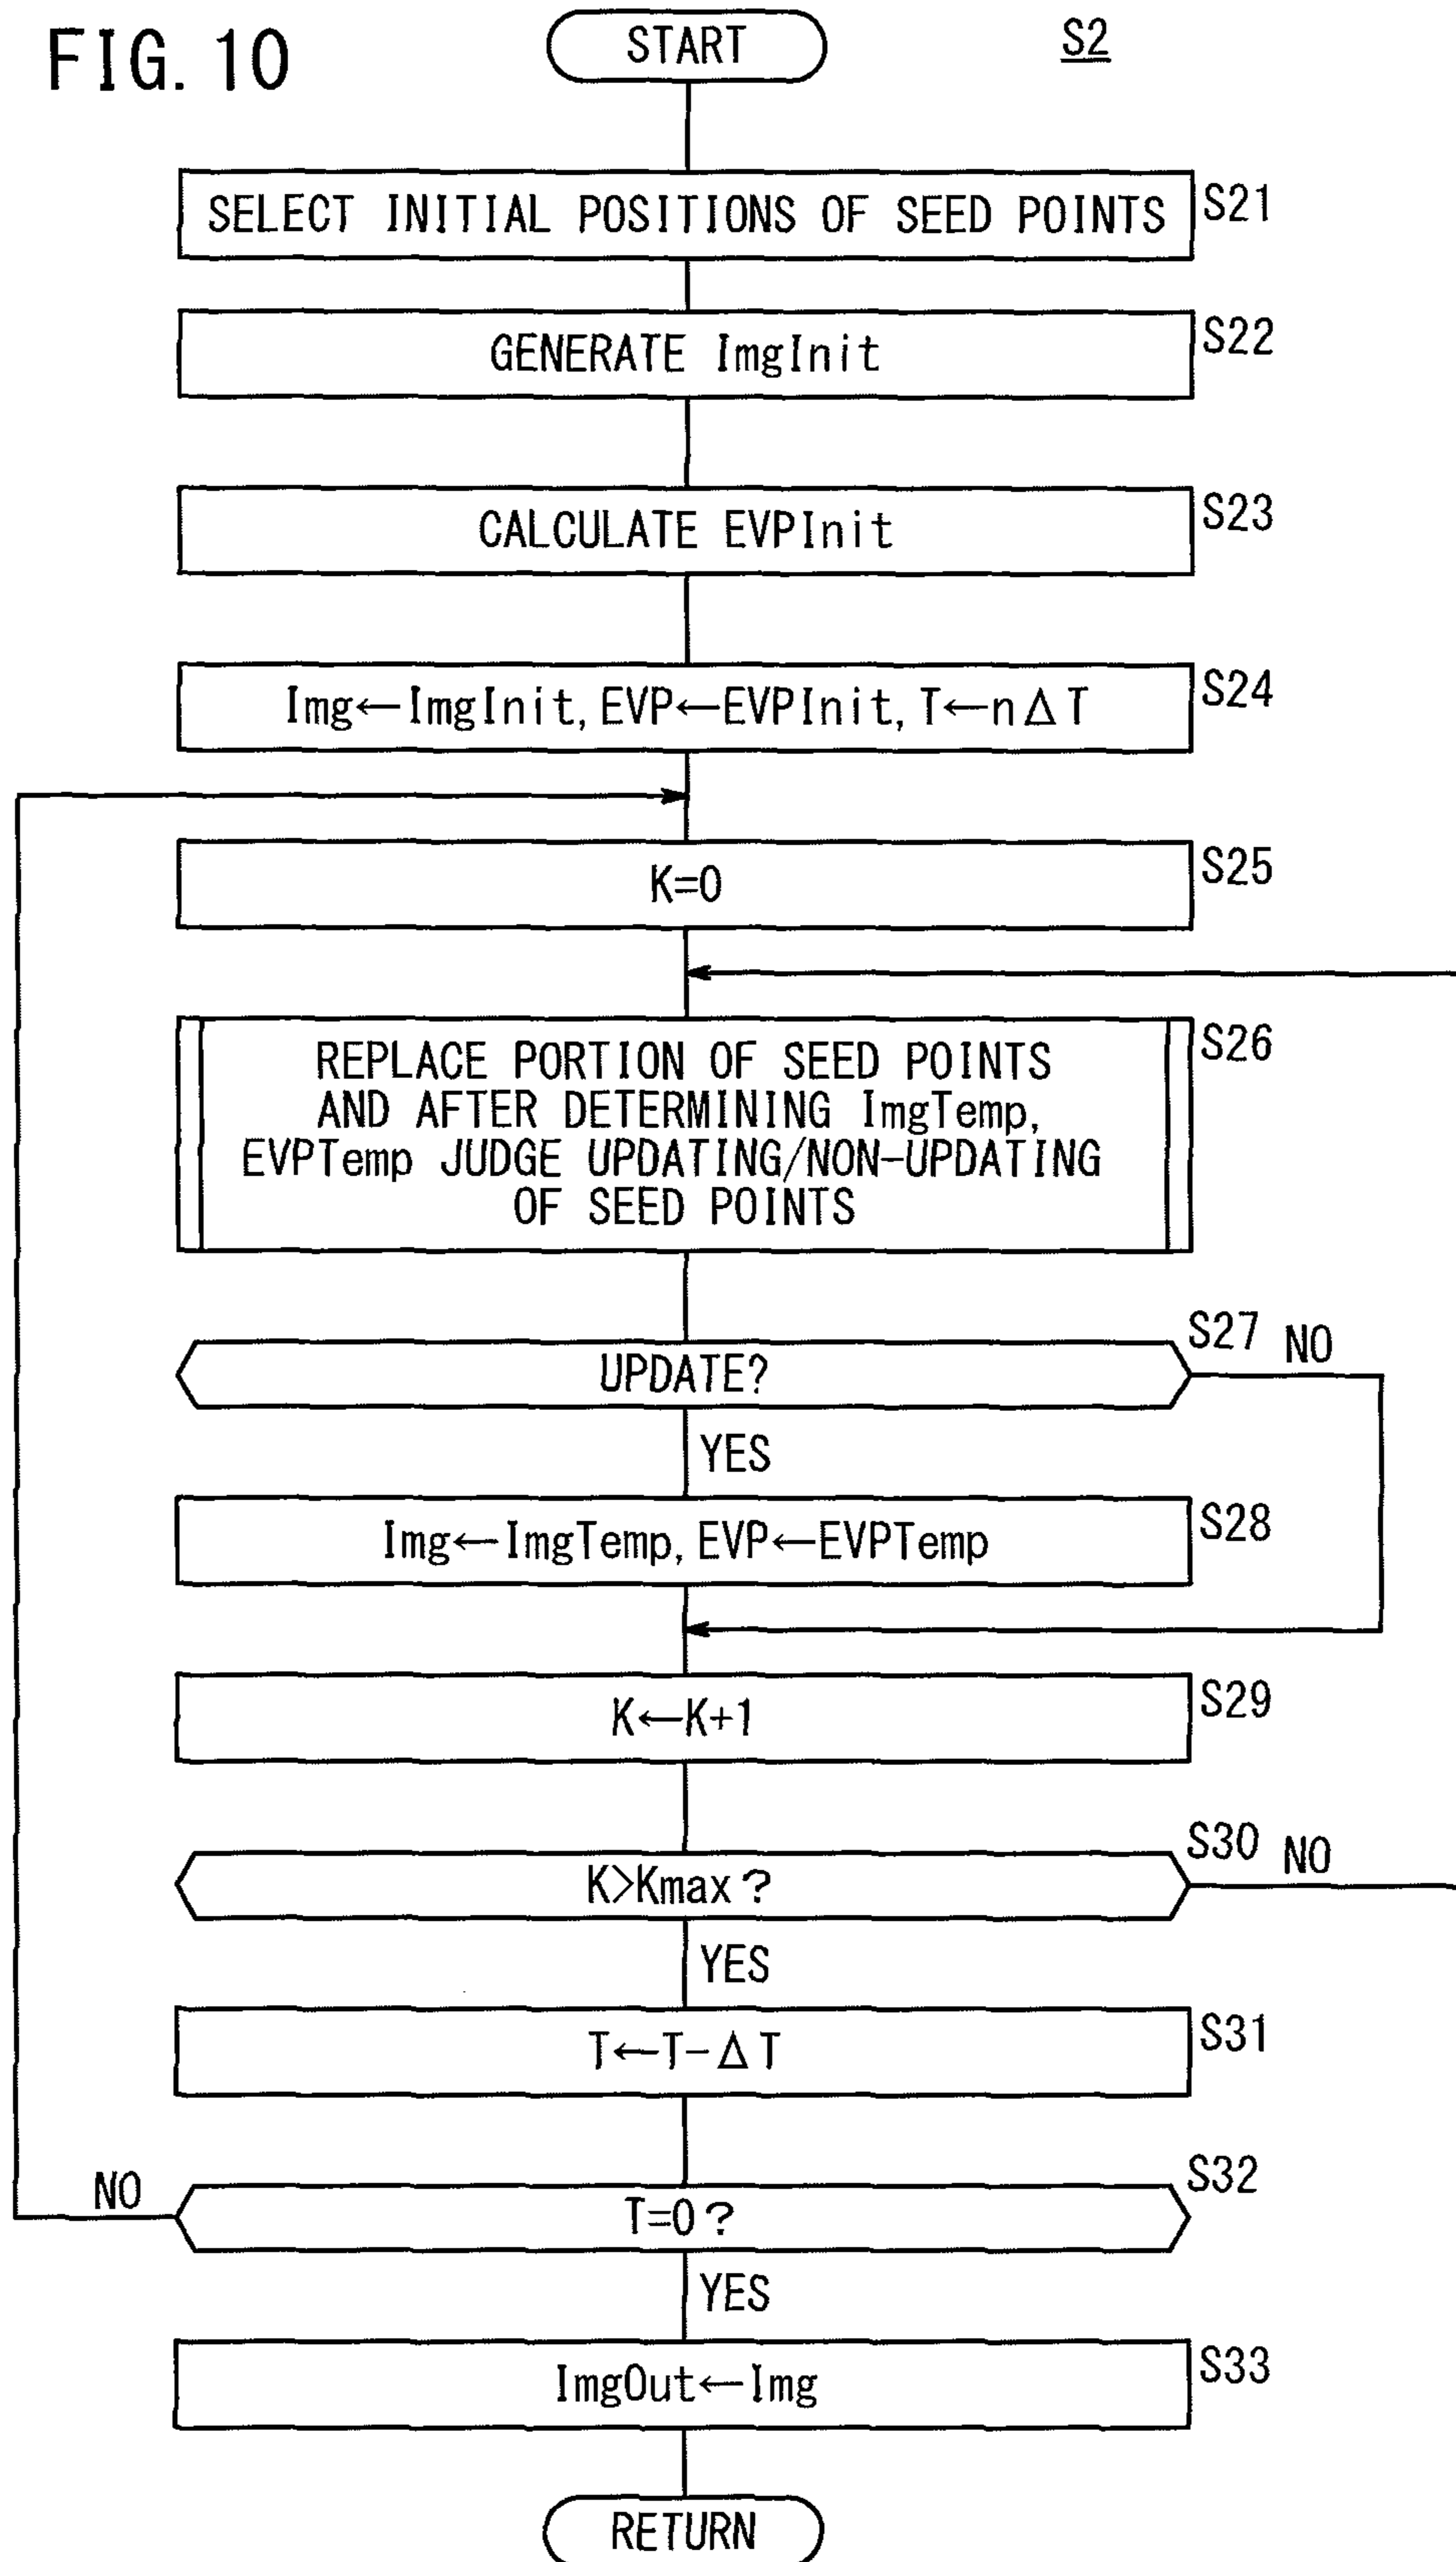 FIG. 10
START
S2
SELECT INITIAL POSITIONS OF SEED POINTS
S21
GENERATE ImgInit
S22
CALCULATE EVPInit
S23
Img←ImgInit, EVP←EVPInit, T←nΔT
S24
K=0
S25
REPLACE PORTION OF SEED POINTS
AND AFTER DETERMINING ImgTemp,
EVPTemp JUDGE UPDATING/NON-UPDATING
OF SEED POINTS
S26
UPDATE?
S27
NO
YES
Img←ImgTemp, EVP←EVPTemp
S28
K←K+1
S29
K>Kmax?
S30
NO
YES
T←T-ΔT
S31
NO
T=0?
S32
YES
ImgOut←Img
S33
RETURN